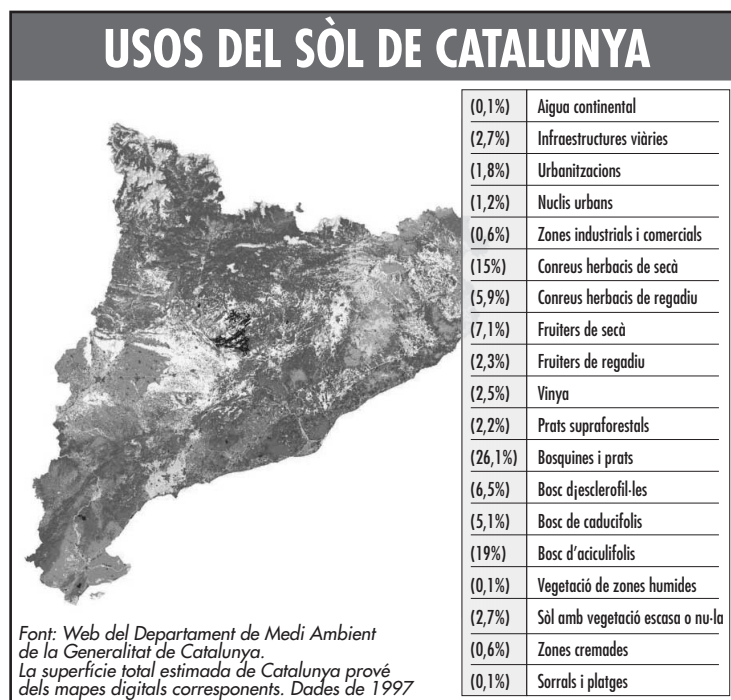 USOS DEL SÒL DE CATALUNYA
(0,1%) Aigua continental
(2,7%) Infraestructures viàries
(1,8%) Urbanitzacions
(1,2%) Nuclis urbans
(0,6%) Zones industrials i comercials
(15%) Conreus herbacis de secà
(5,9%) Conreus herbacis de regadiu
(7,1%) Fruiters de secà
(2,3%) Fruiters de regadiu
(2,5%) Vinya
(2,2%) Prats supraforestals
(26,1%) Bosquines i prats
(6,5%) Bosc d¡esclerofil·les
(5,1%) Bosc de caducifolis
(19%) Bosc d'aciculifolis
(0,1%) Vegetació de zones humides
(2,7%) Sòl amb vegetació escasa o nu·la
(0,6%) Zones cremades
(0,1%) Sorrals i platges
Font: Web del Departament de Medi Ambient
de la Generalitat de Catalunya.
La superfície total estimada de Catalunya prové
dels mapes digitals corresponents. Dades de 1997